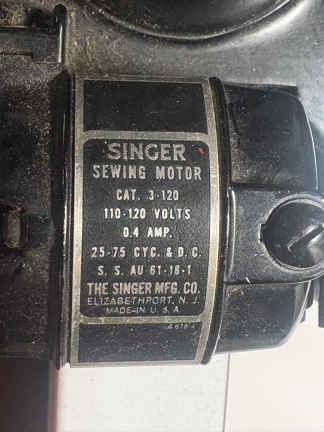 SINGER
SEWING MOTOR
CAT. 3-120
110-120 VOLTS
0.4 AMP.
25-75 CYC. & D. C.
S. S. AU 61-16-1
THE SINGER MFG. CO.
ELIZABETHPORT, N. J.
MADE IN U. S. A.